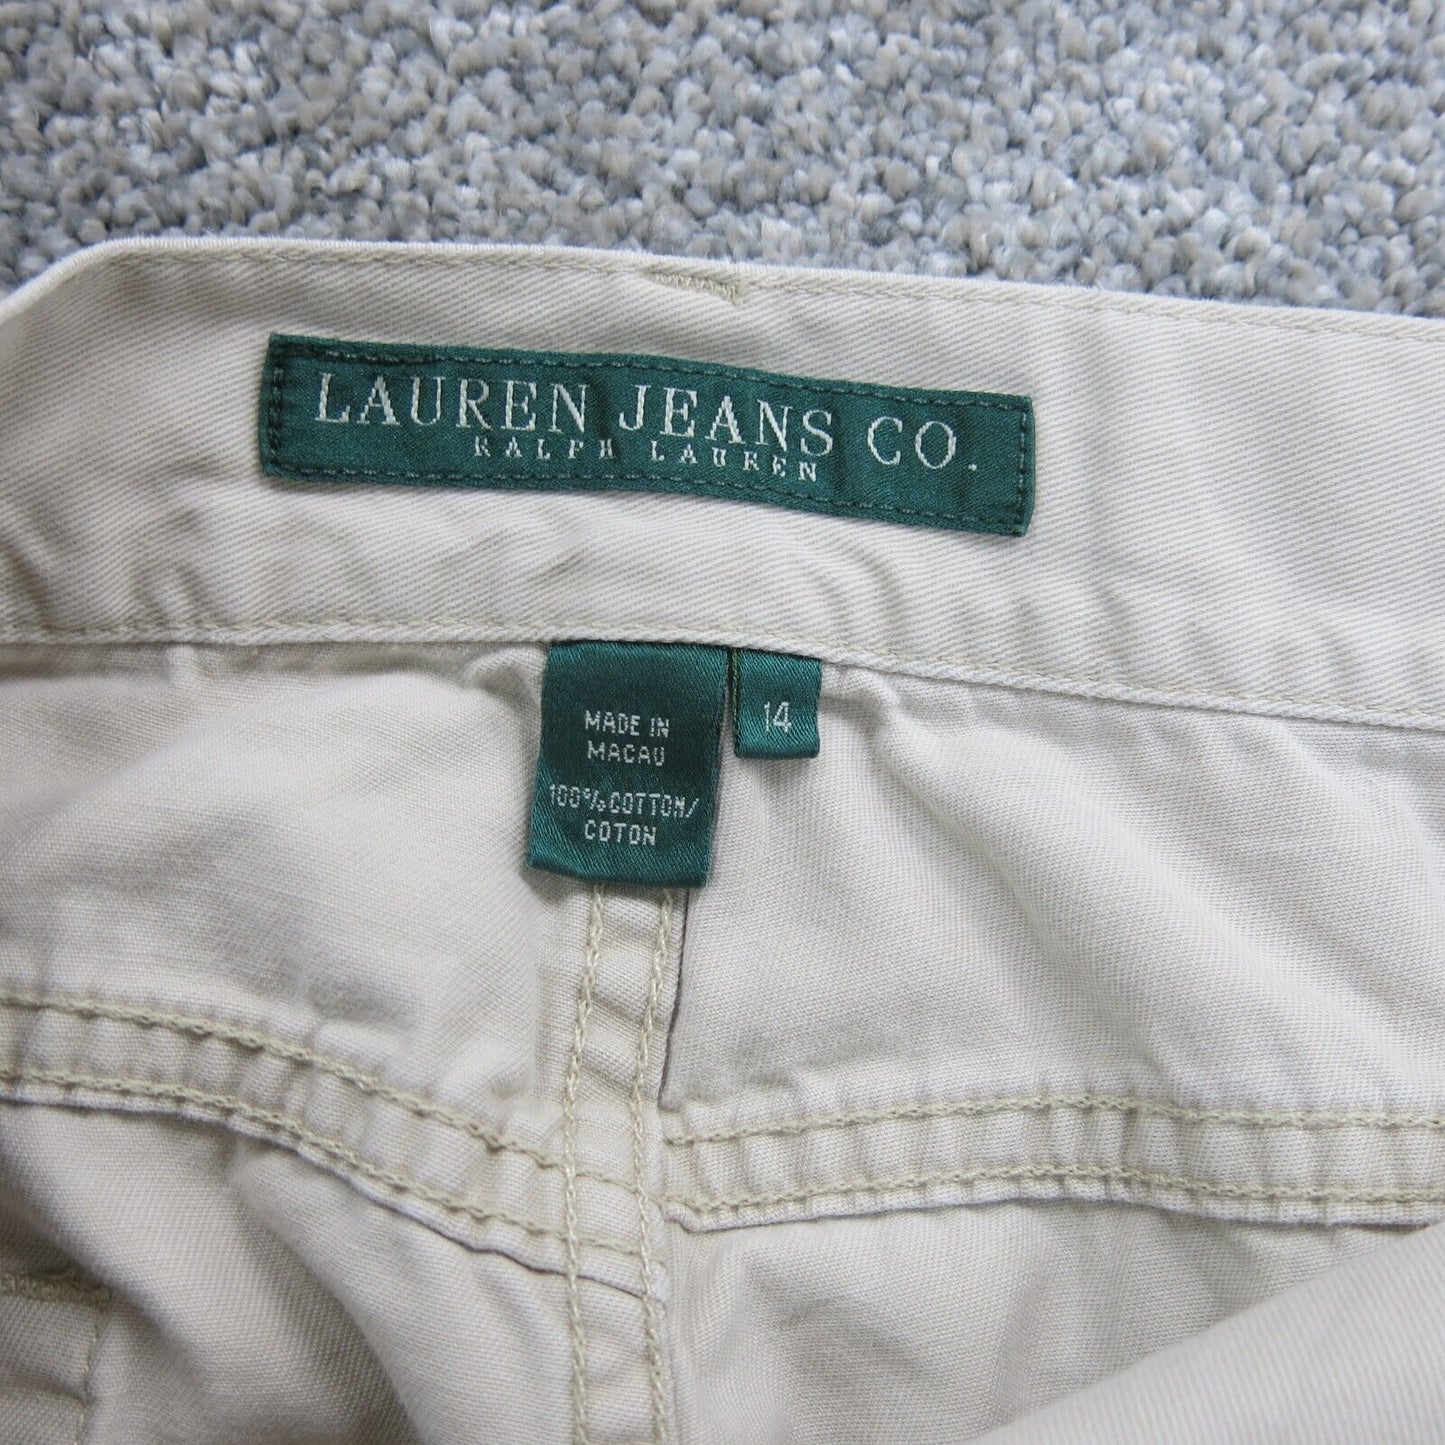 LAUREN JEANS CO.
RALPH LAUREN
MADE IN
MACAU
100% COTTON/
COTON
14